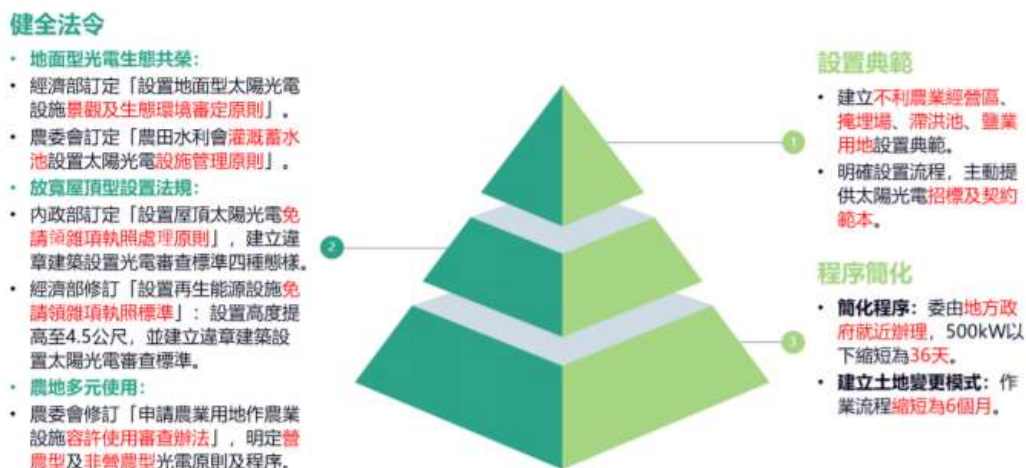 健全法令
• 地面型光電生態共榮:
• 經濟部訂定「設置地面型太陽光電
設施景觀及生態環境審定原則」。
• 農委會訂定「農田水利會灌溉蓄水
池設置太陽光電設施管理原則」。
• 放寬屋頂型設置法規:
• 內政部訂定「設置屋頂太陽光電免
請領雜項執照處理原則」，建立違
章建築設置光電審查標準四種態樣。
• 經濟部修訂「設置再生能源設施免
請領雜項執照標準」: 設置高度提
高至4.5公尺，並建立違章建築設
置太陽光電審查標準。
• 農地多元使用:
• 農委會修訂「申請農業用地作農業
設施容許使用審查辦法」，明定營
農型及非營農型光電原則及程序。
2
設置典範
• 建立不利農業經營區、
掩埋場、滯洪池、鹽業
用地設置典範。
• 明確設置流程，主動提
供太陽光電招標及契約
範本。
1
程序簡化
• 簡化程序: 委由地方政
府就近辦理，500kW以
下縮短為36天。
• 建立土地變更模式: 作
業流程縮短為6個月。
3